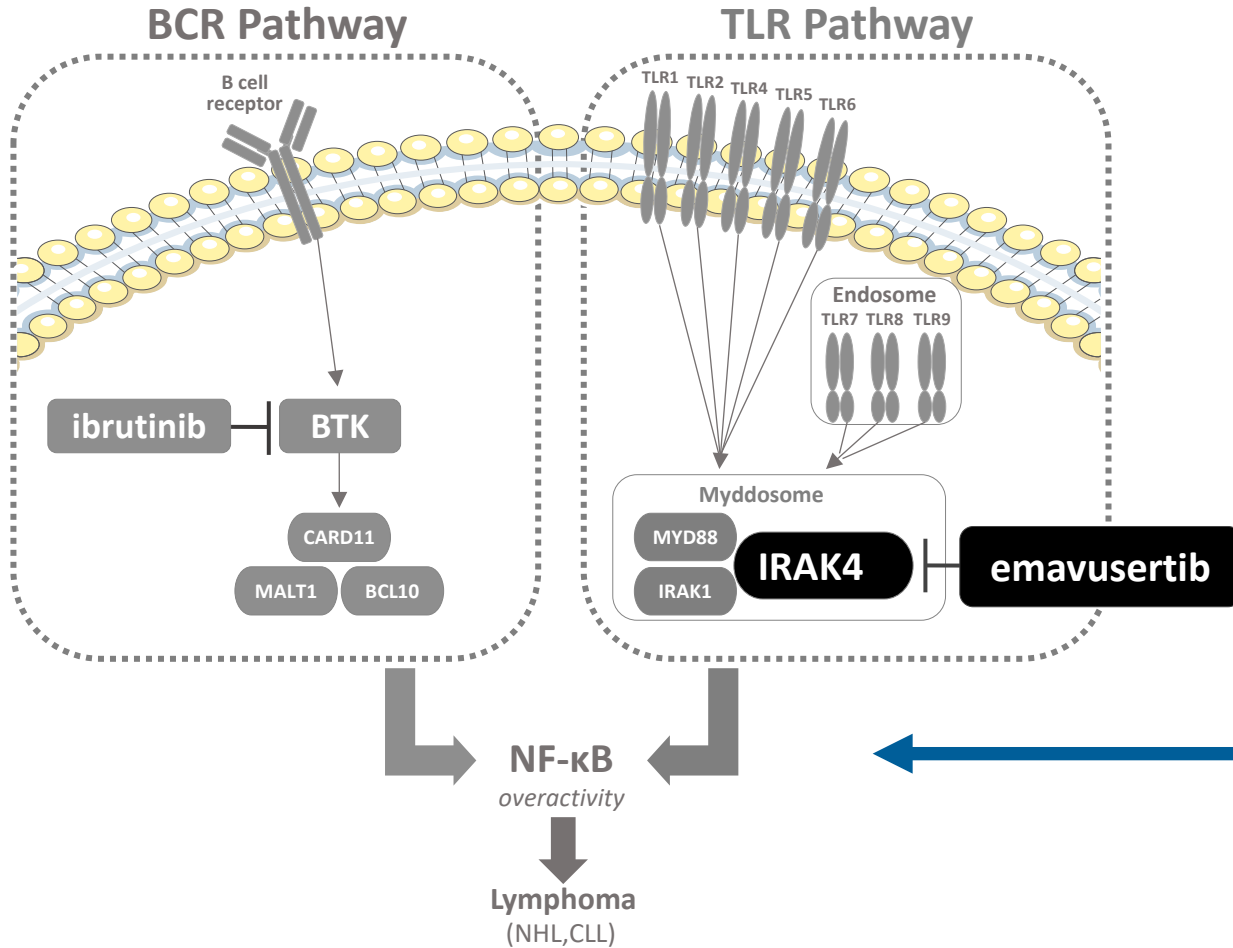 BCR Pathway
TLR Pathway
B cell
receptor
TLR1
TLR2
TLR4
TLR5
TLR6
Endosome
TLR7
TLR8
TLR9
ibrutinib
BTK
CARD11
MALT1
BCL10
Myddosome
MYD88
IRAK1
IRAK4
emavusertib
NF-κB
overactivity
Lymphoma
(NHL,CLL)